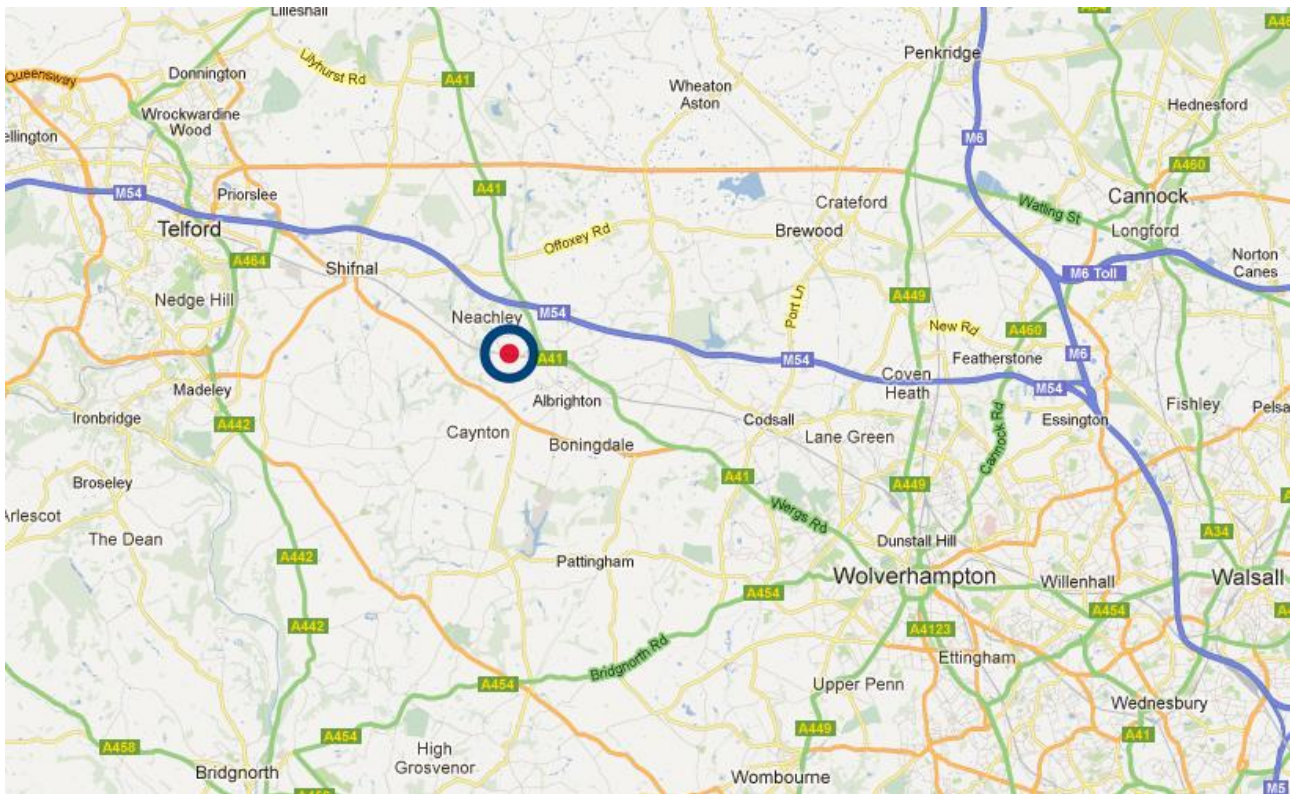 Lilleshall
A34
A41
Penkridge
Queensway
Donnington
Lilyhurst Rd
A41
Wheaton
Aston
Hednesford
Wrockwardine
Wood
ellington
M6
A460
M54
Priorslee
A41
Cannock
Crateford
Watling St
Telford
Offoxey Rd
Brewood
Longford
A464
Shifnal
Norton
Canes
M6 Toll
Nedge Hill
A449
Port Ln
Neachley
M54
New Rd
A460
A41
M54
Featherstone
M6
Coven
Heath
M54
Madeley
Albrighton
Ironbridge
A442
Codsall
Essington
Fishley
Pelsa
Caynton
Boningdale
Lane Green
Cannock Rd
Broseley
A41
A449
Arlescot
Wergs Rd
The Dean
A34
Dunstall Hill
A442
Pattingham
Wolverhampton
Willenhall
Walsall
A454
A454
A442
A4123
Bridgnorth Rd
Ettingham
A454
Upper Penn
Wednesbury
A449
A454
A41
A458
High
Grosvenor
Bridgnorth
Wombourne
M5